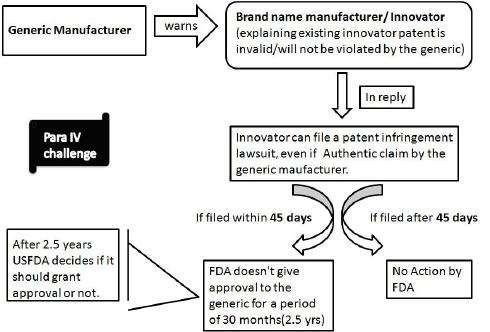 Generic Manufacturer
warns
Brand name manufacturer/ Innovator
(explaining existing innovator patent is
invalid/will not be violated by the generic)
In reply
Para IV
challenge
Innovator can file a patent infringement
lawsuit, even if  Authentic claim by the
generic maufacturer.
If filed within 45 days
If filed after 45 days
After 2.5 years
USFDA decides if it
should grant
approval or not.
FDA doesn't give
approval to the
generic for a period
of 30 months(2.5 yrs)
No Action by
FDA